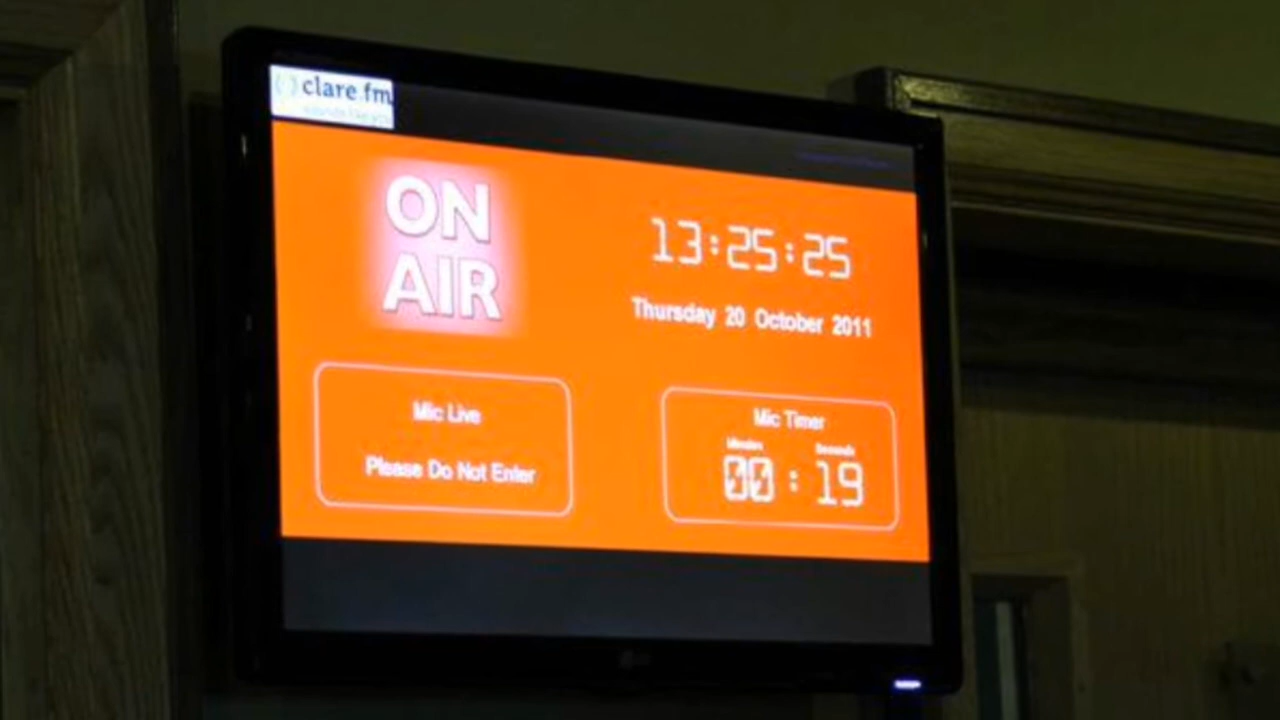 clare fm
ON
AIR
13:25:25
Thursday 20 October 2011
Mic Live
Please Do Not Enter
Mic Timer
Minutes Seconds
00:19
LG